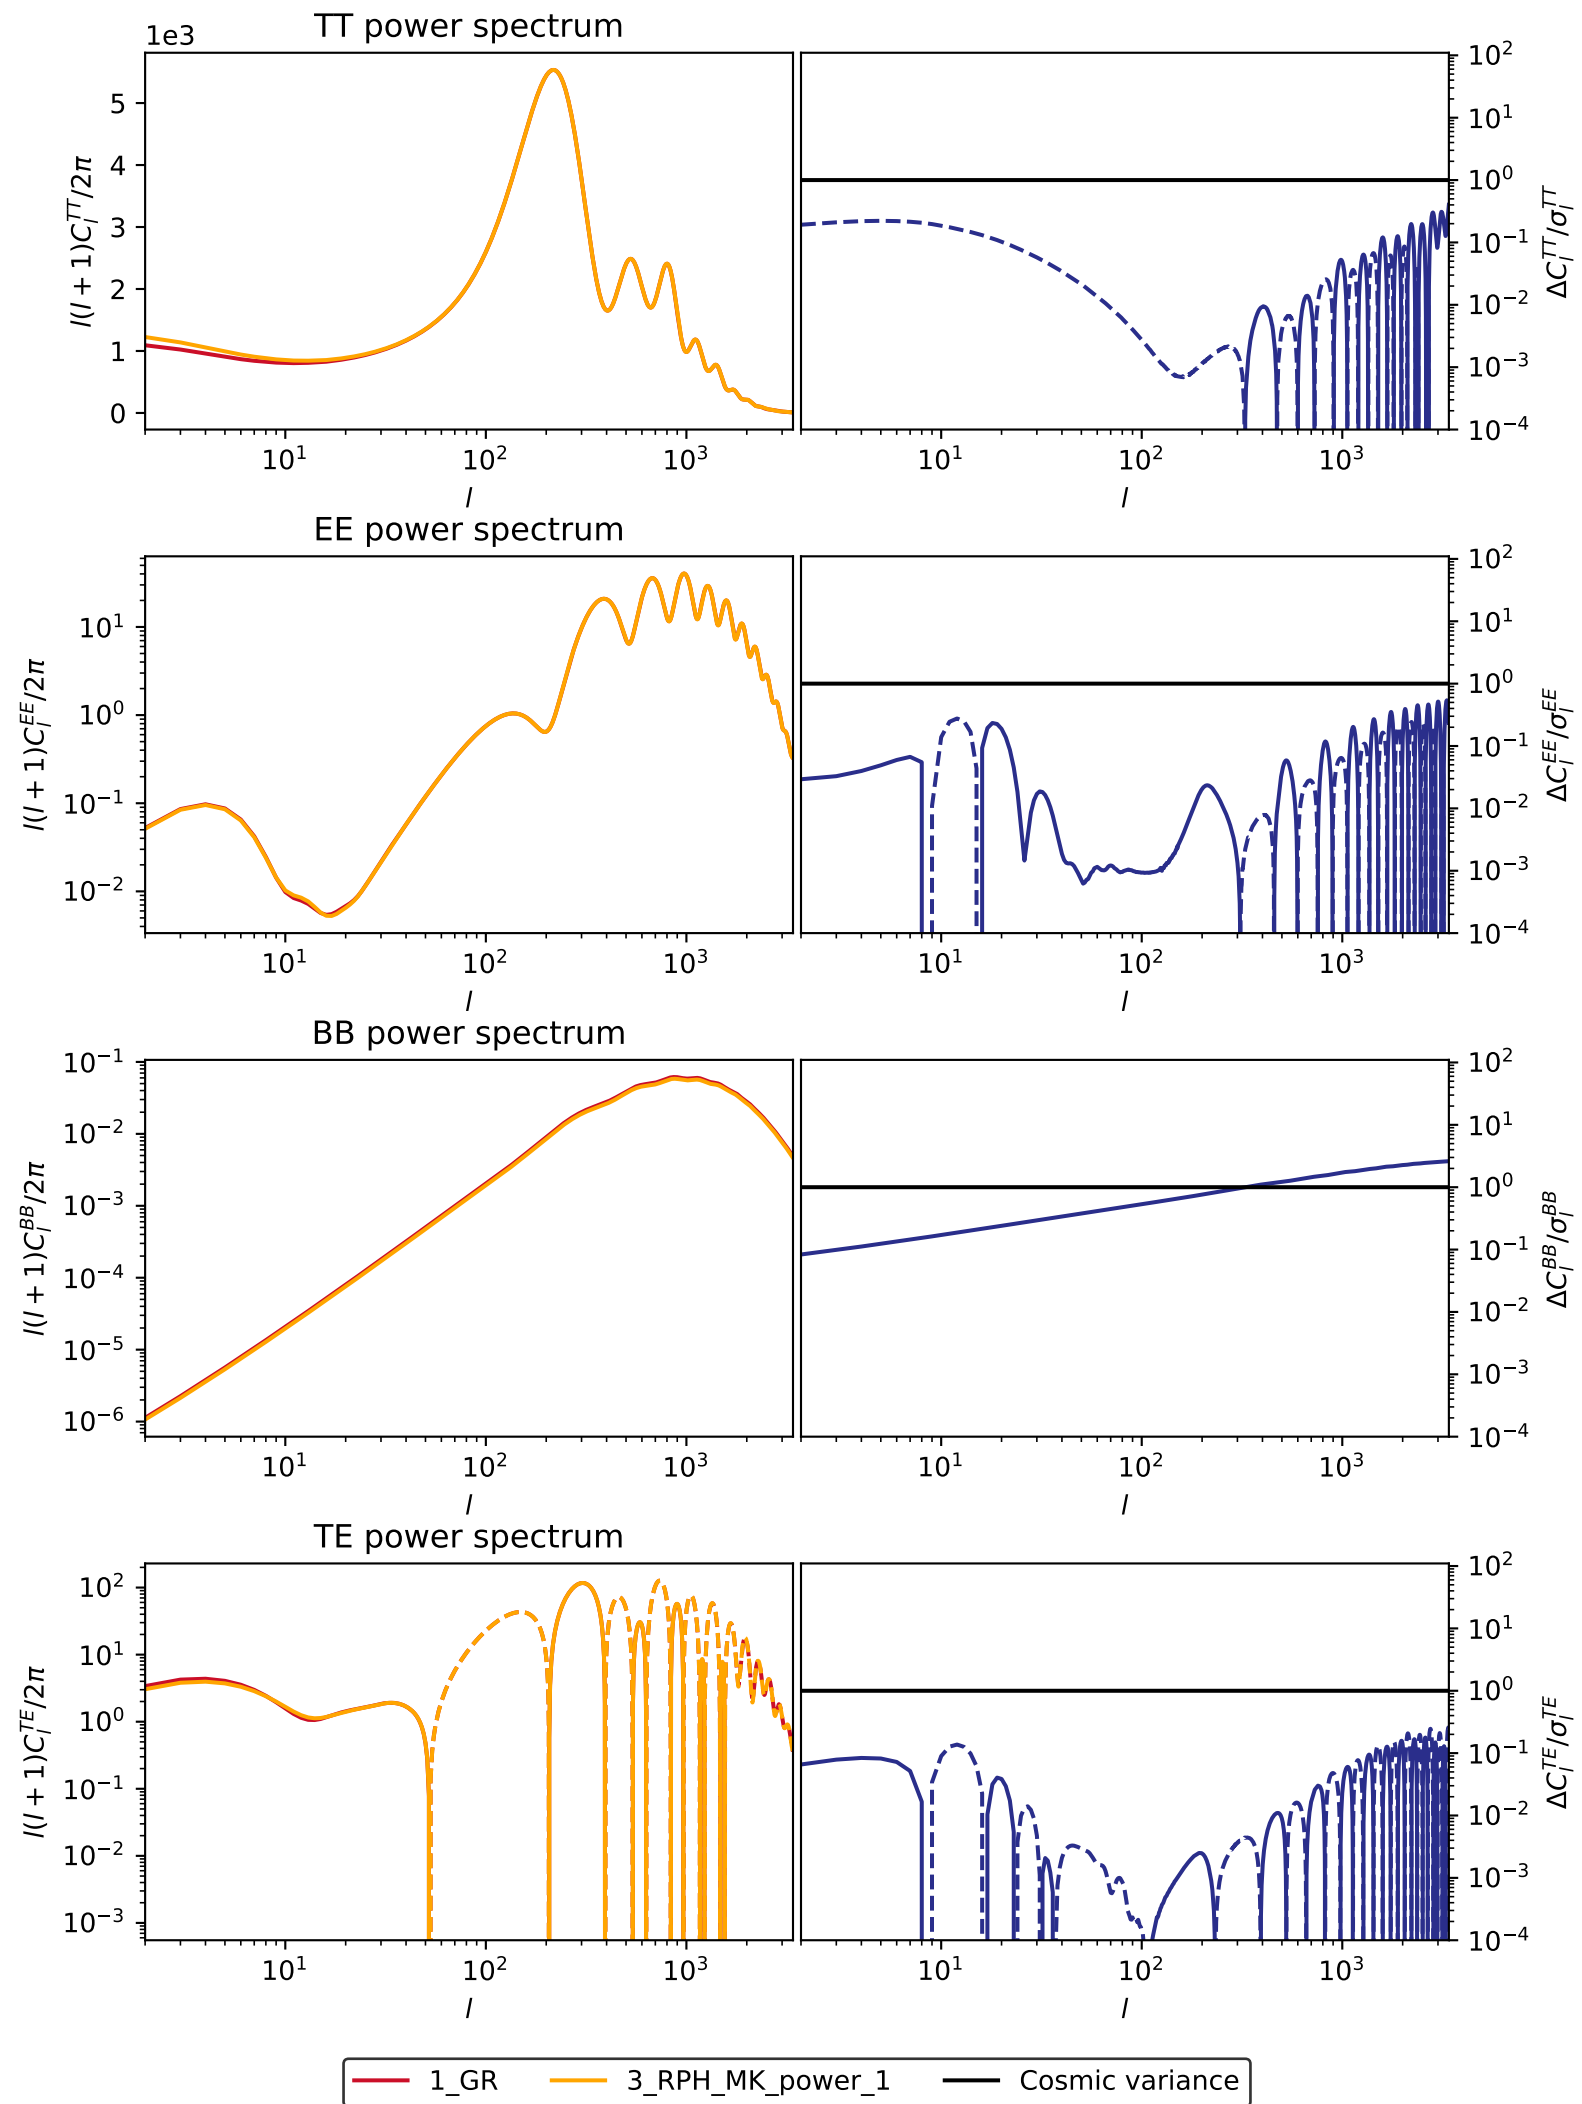 TT power spectrum
1e3
l(l + 1)C_l^{TT}/2π
5
4
3
2
1
0
10^1 10^2 10^3
l
10^2
10^1
10^0
10^{−1}
10^{−2}
10^{−3}
10^{−4}
ΔC_l^{TT}/σ_l^{TT}
10^1 10^2 10^3
l
EE power spectrum
l(l + 1)C_l^{EE}/2π
10^1
10^0
10^{−1}
10^{−2}
10^1 10^2 10^3
l
10^2
10^1
10^0
10^{−1}
10^{−2}
10^{−3}
10^{−4}
ΔC_l^{EE}/σ_l^{EE}
10^1 10^2 10^3
l
BB power spectrum
l(l + 1)C_l^{BB}/2π
10^{−1}
10^{−2}
10^{−3}
10^{−4}
10^{−5}
10^{−6}
10^1 10^2 10^3
l
10^2
10^1
10^0
10^{−1}
10^{−2}
10^{−3}
10^{−4}
ΔC_l^{BB}/σ_l^{BB}
10^1 10^2 10^3
l
TE power spectrum
l(l + 1)C_l^{TE}/2π
10^2
10^1
10^0
10^{−1}
10^{−2}
10^{−3}
10^1 10^2 10^3
l
10^2
10^1
10^0
10^{−1}
10^{−2}
10^{−3}
10^{−4}
ΔC_l^{TE}/σ_l^{TE}
10^1 10^2 10^3
l
1_GR 3_RPH_MK_power_1 Cosmic variance